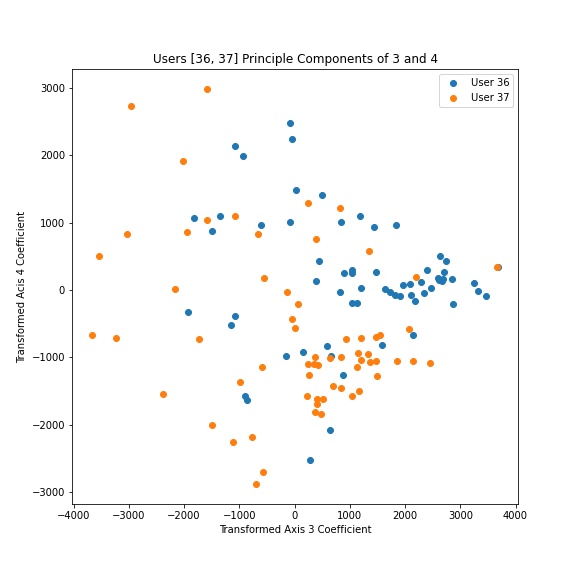 Users [36, 37] Principle Components of 3 and 4
User 36
User 37
Transformed Acis 4 Coefficient
3000
2000
1000
0
−1000
−2000
−3000
−4000 −3000 −2000 −1000 0 1000 2000 3000 4000
Transformed Axis 3 Coefficient